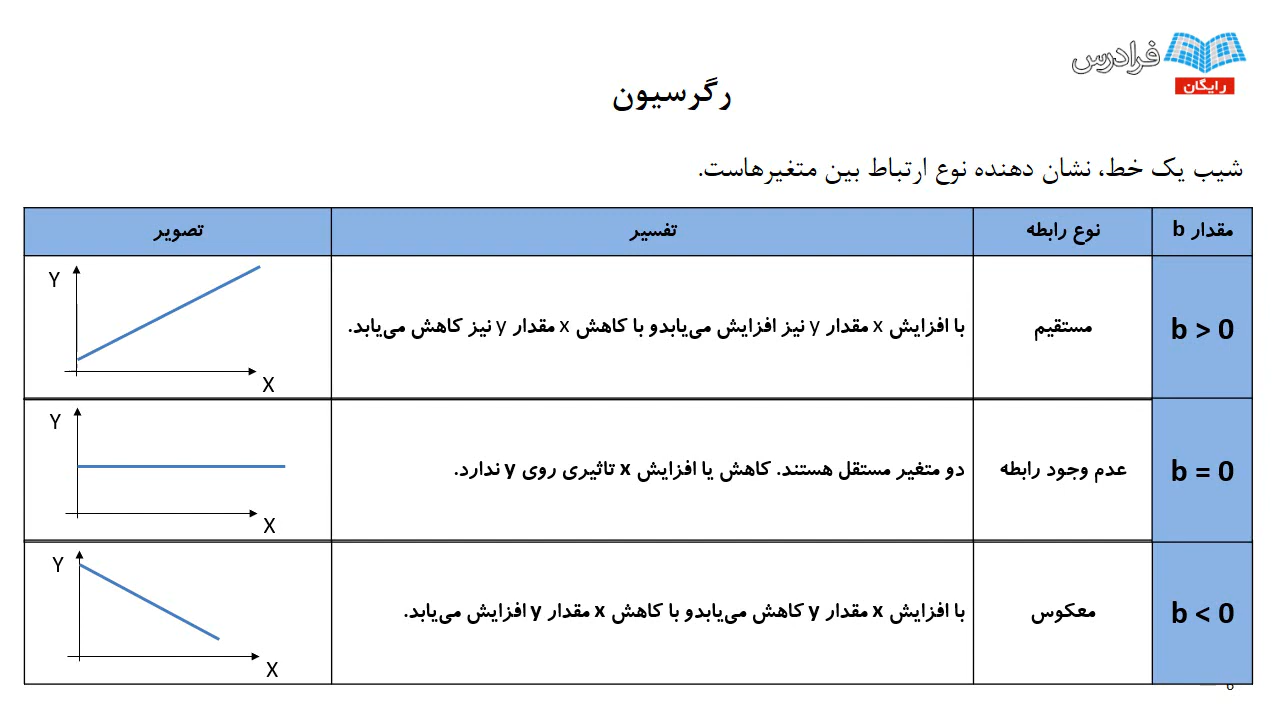 فرادرس
رایگان
رگرسیون
شیب یک خط، نشان دهنده نوع ارتباط بین متغیرهاست.
مقدار b
نوع رابطه
تفسیر
تصویر
b > 0
مستقیم
با افزایش x مقدار y نیز افزایش می‌یابدو با کاهش x مقدار y نیز کاهش می‌یابد.
Y
X
b = 0
عدم وجود رابطه
دو متغیر مستقل هستند. کاهش یا افزایش x تاثیری روی y ندارد.
Y
X
b < 0
معکوس
با افزایش x مقدار y کاهش می‌یابدو با کاهش x مقدار y افزایش می‌یابد.
Y
X
6